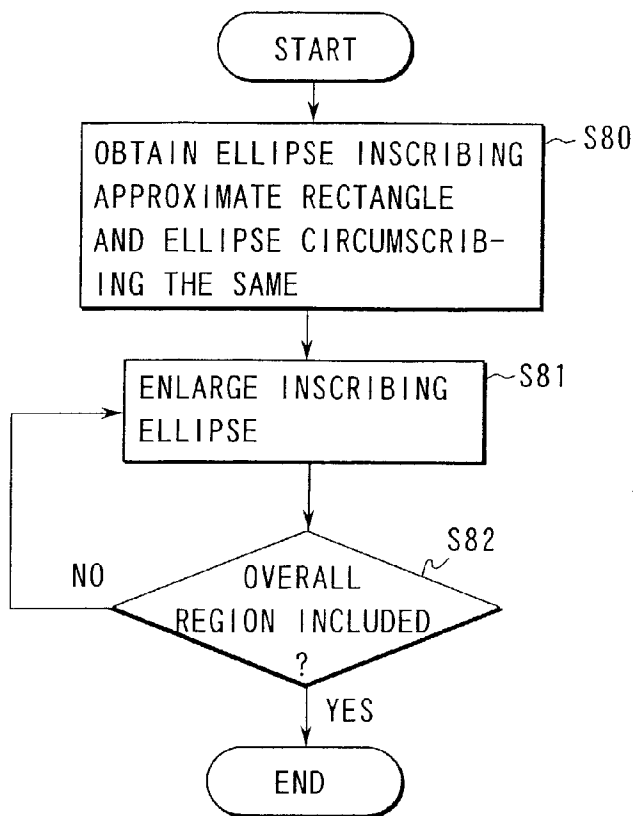 START
OBTAIN ELLIPSE INSCRIBING
APPROXIMATE RECTANGLE
AND ELLIPSE CIRCUMSCRIB-
ING THE SAME
S80
ENLARGE INSCRIBING
ELLIPSE
S81
OVERALL
REGION INCLUDED
?
S82
NO
YES
END